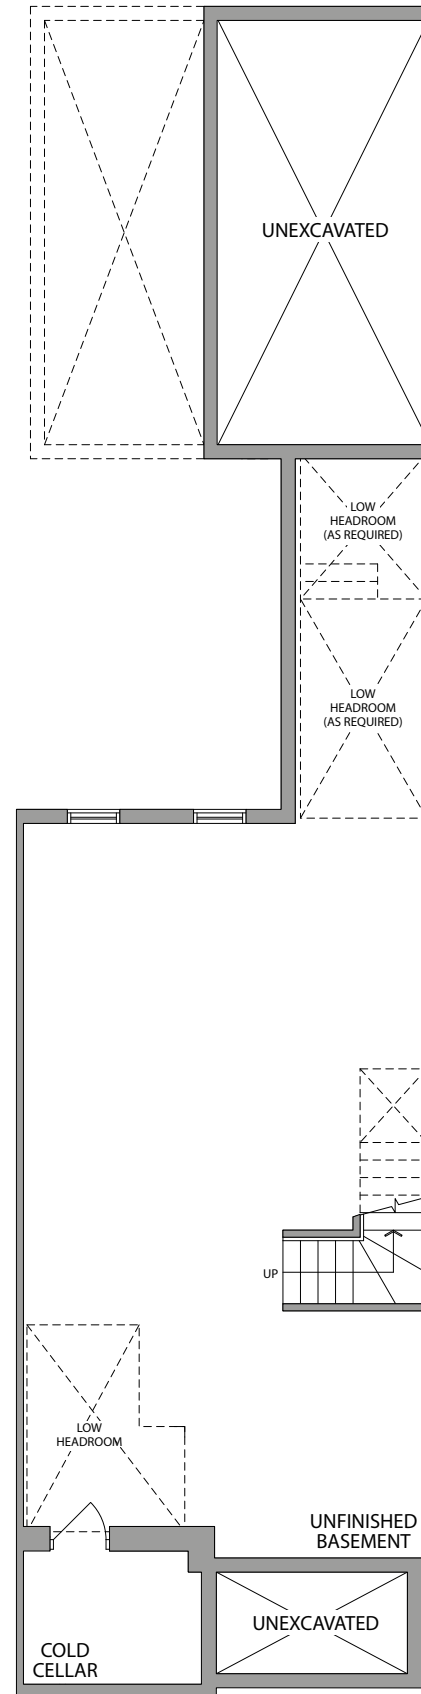 UNEXCAVATED
LOW
HEADROOM
(AS REQUIRED)
LOW
HEADROOM
(AS REQUIRED)
UP
LOW
HEADROOM
UNFINISHED
BASEMENT
UNEXCAVATED
COLD
CELLAR